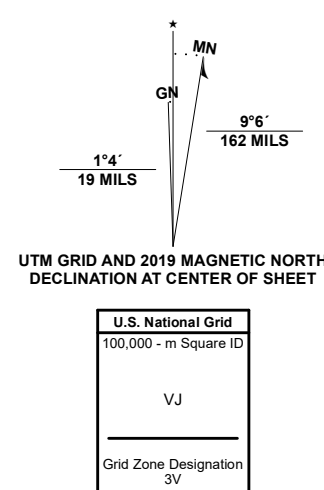 ★
MN
GN
9°6´
162 MILS
1°4´
19 MILS
UTM GRID AND 2019 MAGNETIC NORTH
DECLINATION AT CENTER OF SHEET
U.S. National Grid
100,000 - m Square ID
VJ
Grid Zone Designation
3V